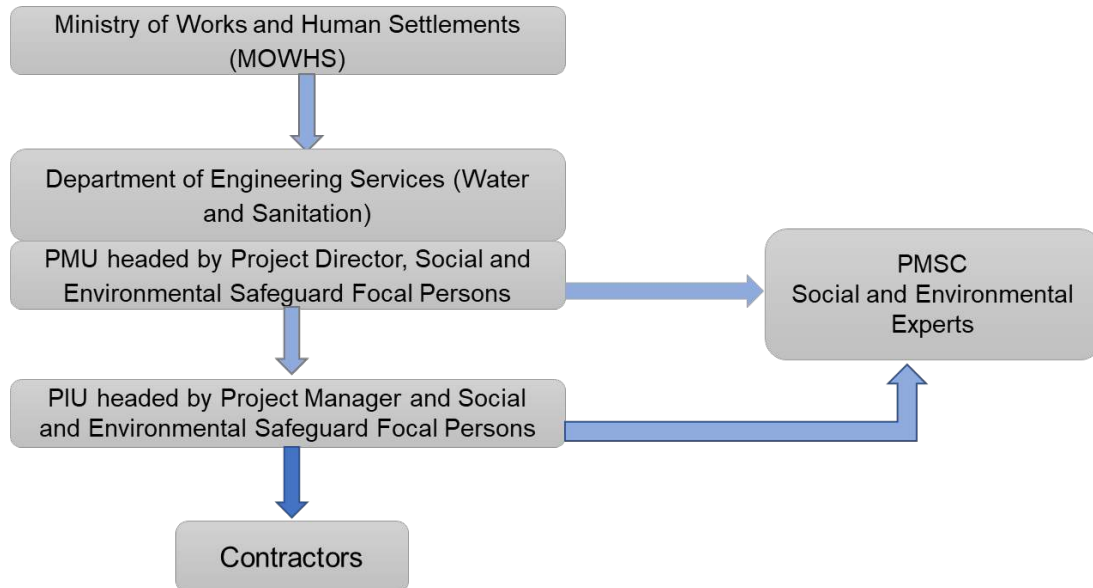 Ministry of Works and Human Settlements
(MOWHS)
Department of Engineering Services (Water
and Sanitation)
PMU headed by Project Director, Social and
Environmental Safeguard Focal Persons
PMSC
Social and Environmental
Experts
PIU headed by Project Manager and Social
and Environmental Safeguard Focal Persons
Contractors